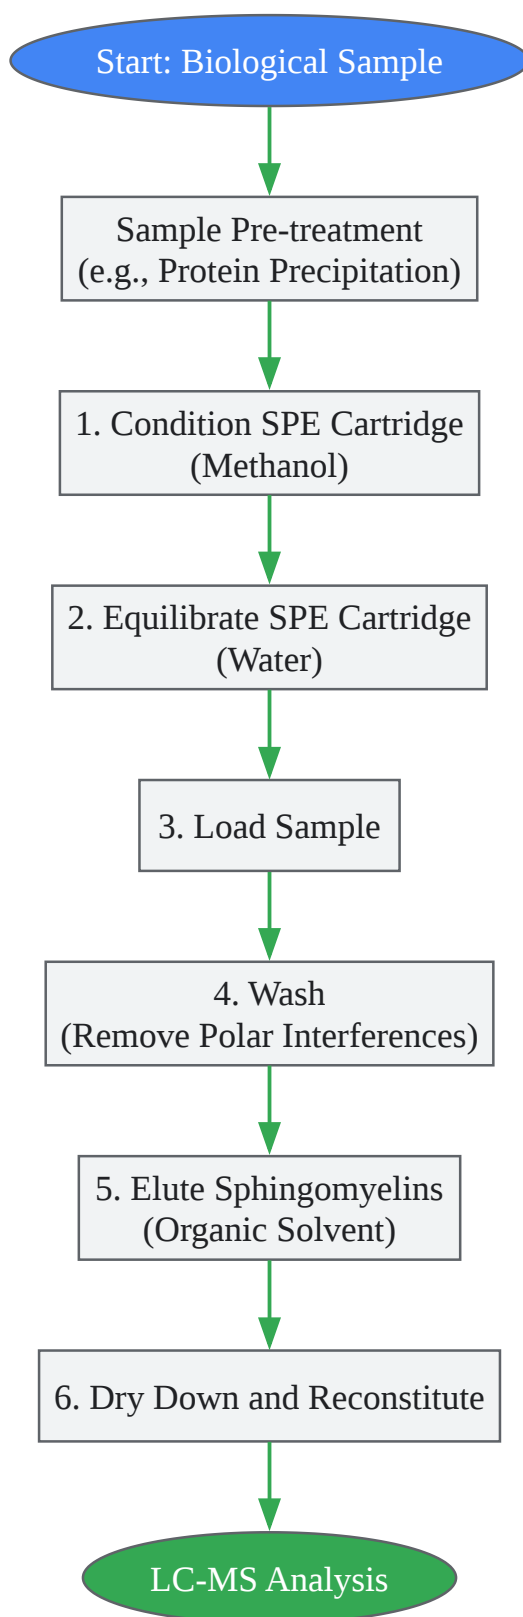 Start: Biological Sample
Sample Pre-treatment
(e.g., Protein Precipitation)
1. Condition SPE Cartridge
(Methanol)
2. Equilibrate SPE Cartridge
(Water)
3. Load Sample
4. Wash
(Remove Polar Interferences)
5. Elute Sphingomyelins
(Organic Solvent)
6. Dry Down and Reconstitute
LC-MS Analysis